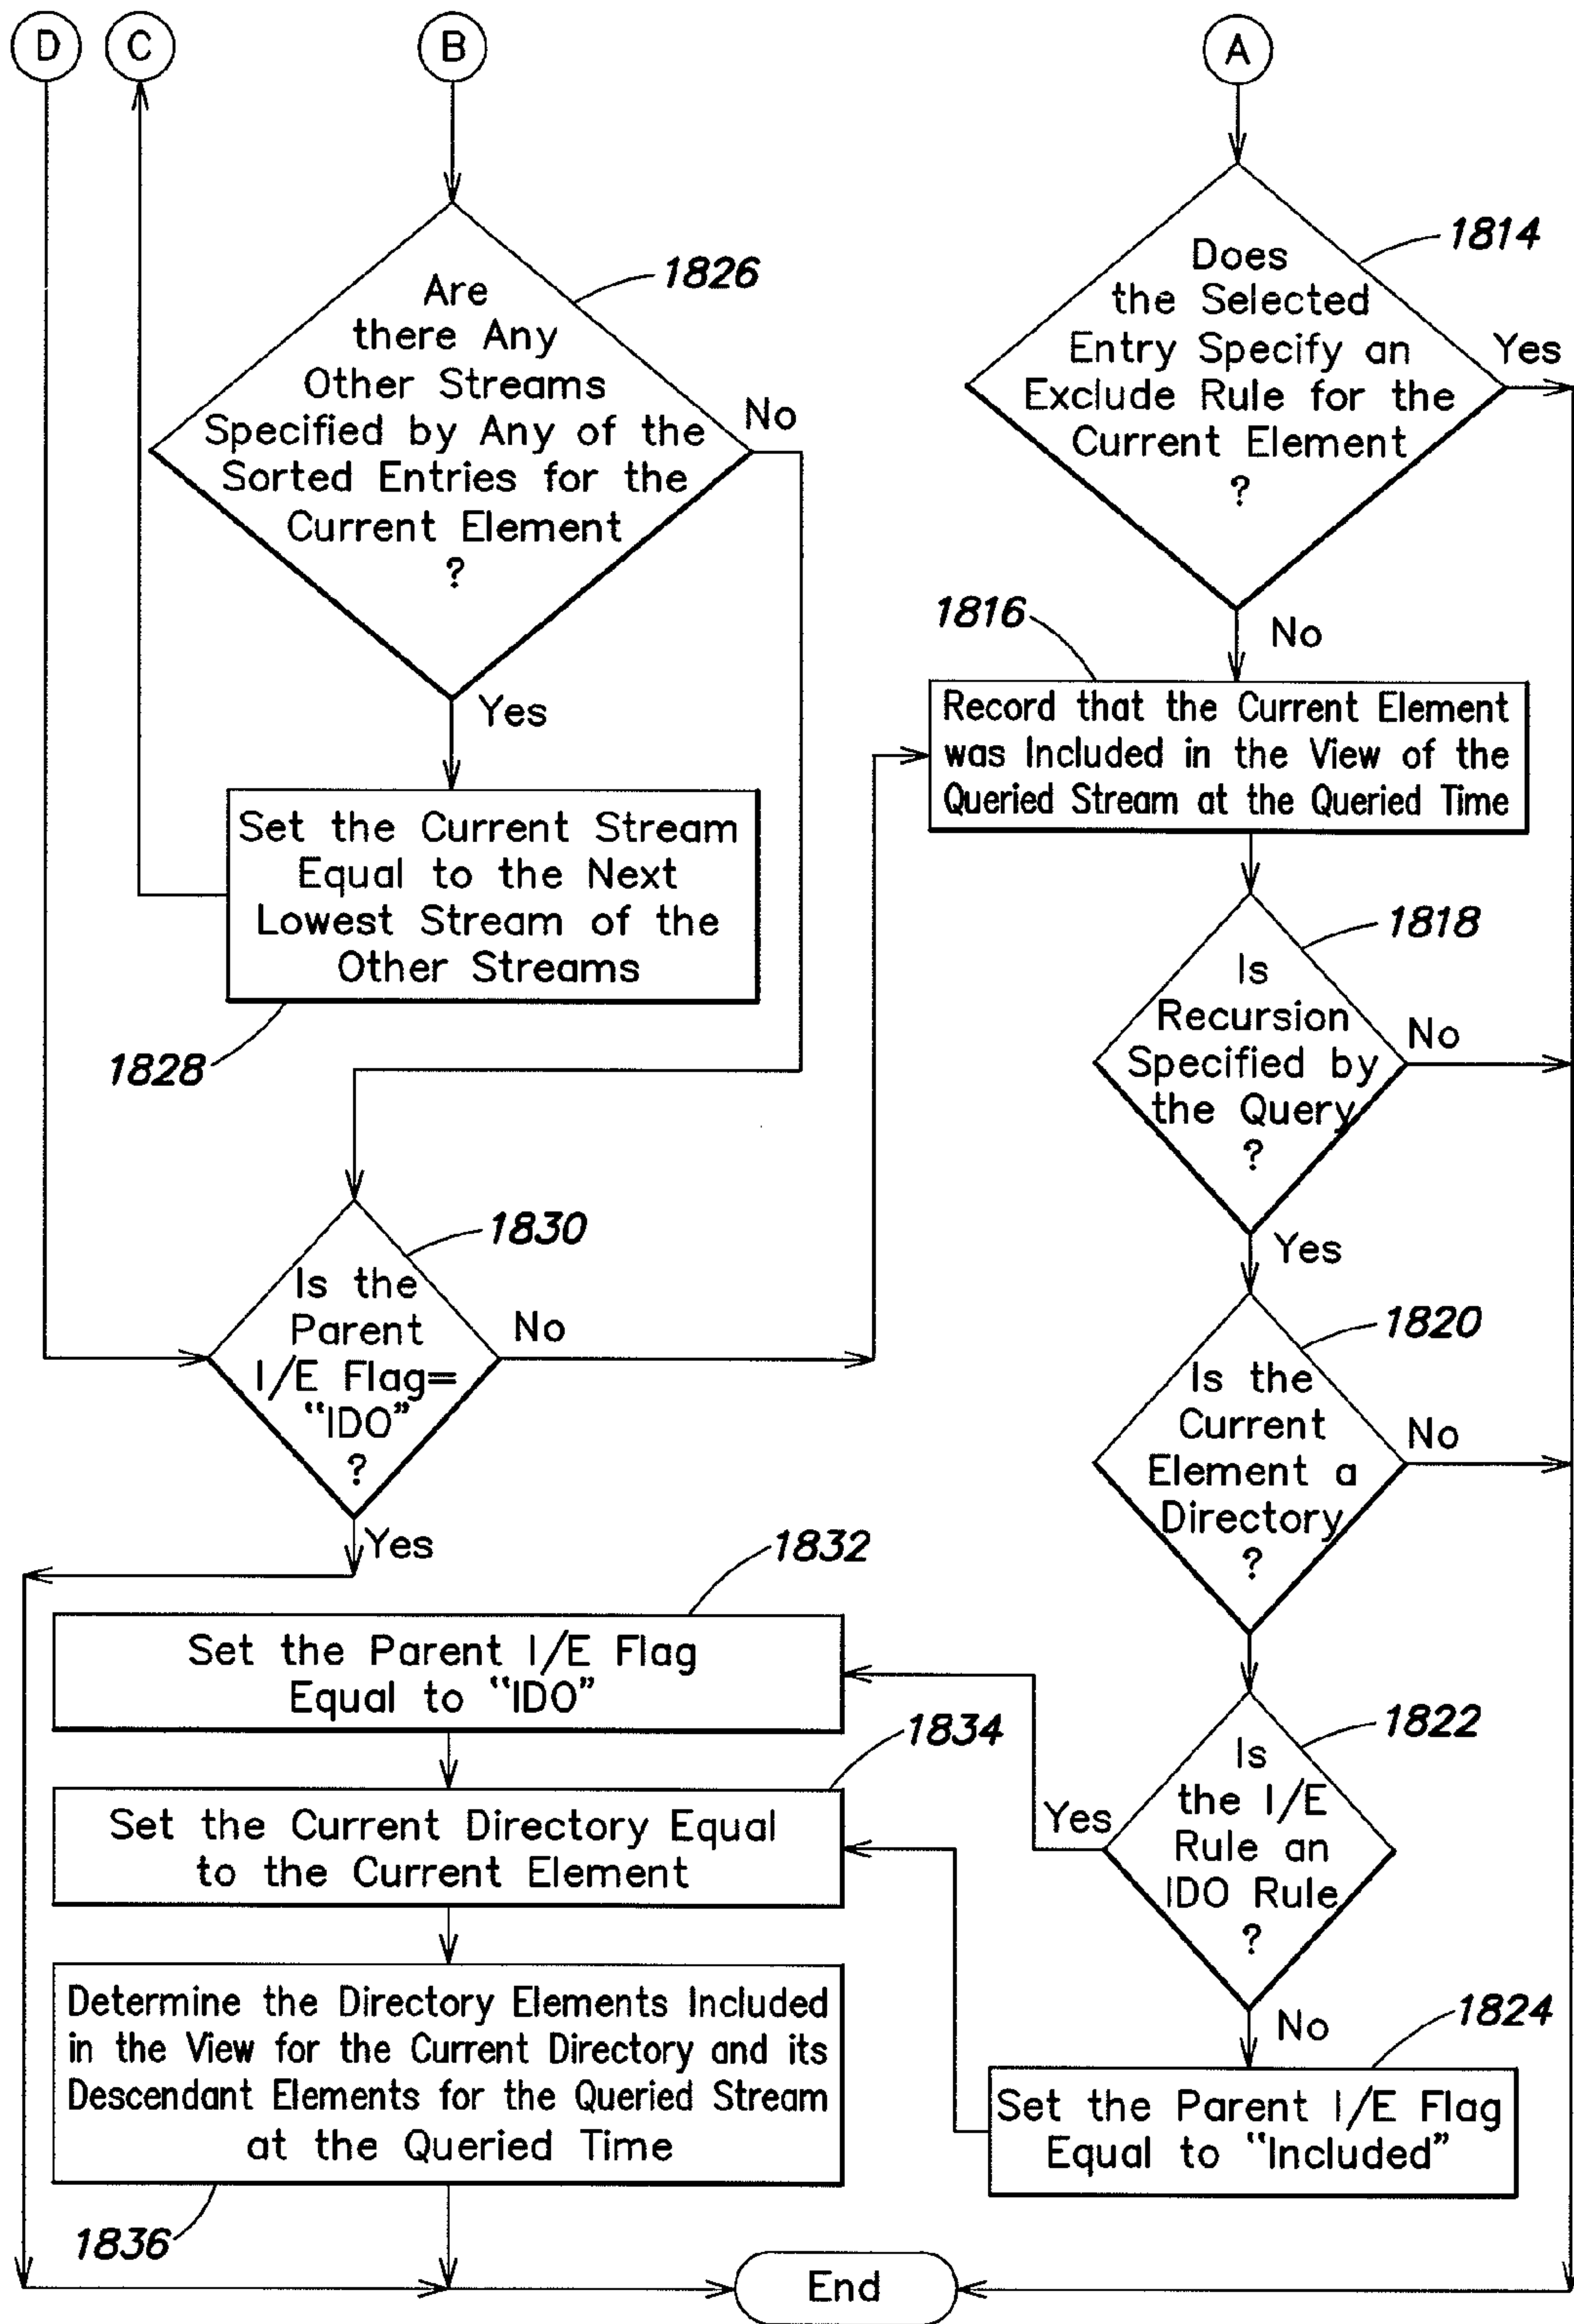 D
C
B
A
1826
Are
there Any
Other Streams
Specified by Any of the
Sorted Entries for the
Current Element
?
No
Yes
Set the Current Stream
Equal to the Next
Lowest Stream of the
Other Streams
1828
1830
Is the
Parent
I/E Flag=
“IDO”
?
No
Yes
1832
Set the Parent I/E Flag
Equal to “IDO”
1834
Set the Current Directory Equal
to the Current Element
Determine the Directory Elements Included
in the View for the Current Directory and its
Descendant Elements for the Queried Stream
at the Queried Time
1836
1814
Does
the Selected
Entry Specify an
Exclude Rule for the
Current Element
?
Yes
No
1816
Record that the Current Element
was Included in the View of the
Queried Stream at the Queried Time
1818
Is
Recursion
Specified by
the Query
?
No
Yes
1820
Is the
Current
Element a
Directory
?
No
1822
Is
the I/E
Rule an
IDO Rule
?
Yes
No
1824
Set the Parent I/E Flag
Equal to “Included”
End